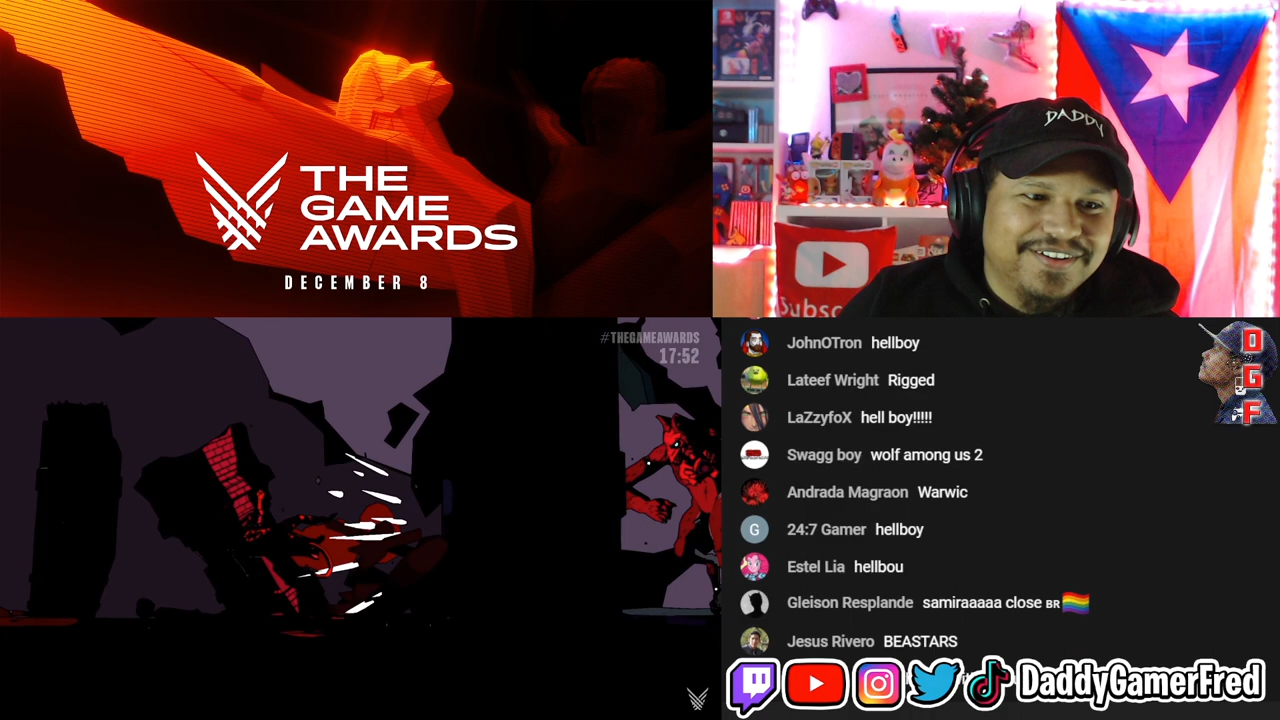 THE
GAME
AWARDS
DECEMBER 8
DADDY
Subsc
#THEGAMEAWARDS
17:52
JohnOTron hellboy
Lateef Wright Rigged
LaZzyfoX hell boy!!!!!
Swagg boy wolf among us 2
Andrada Magraon Warwic
G 24:7 Gamer hellboy
Estel Lia hellbou
Gleison Resplande samiraaaaa close BR
Jesus Rivero BEASTARS
D
G
F
DaddyGamerFred